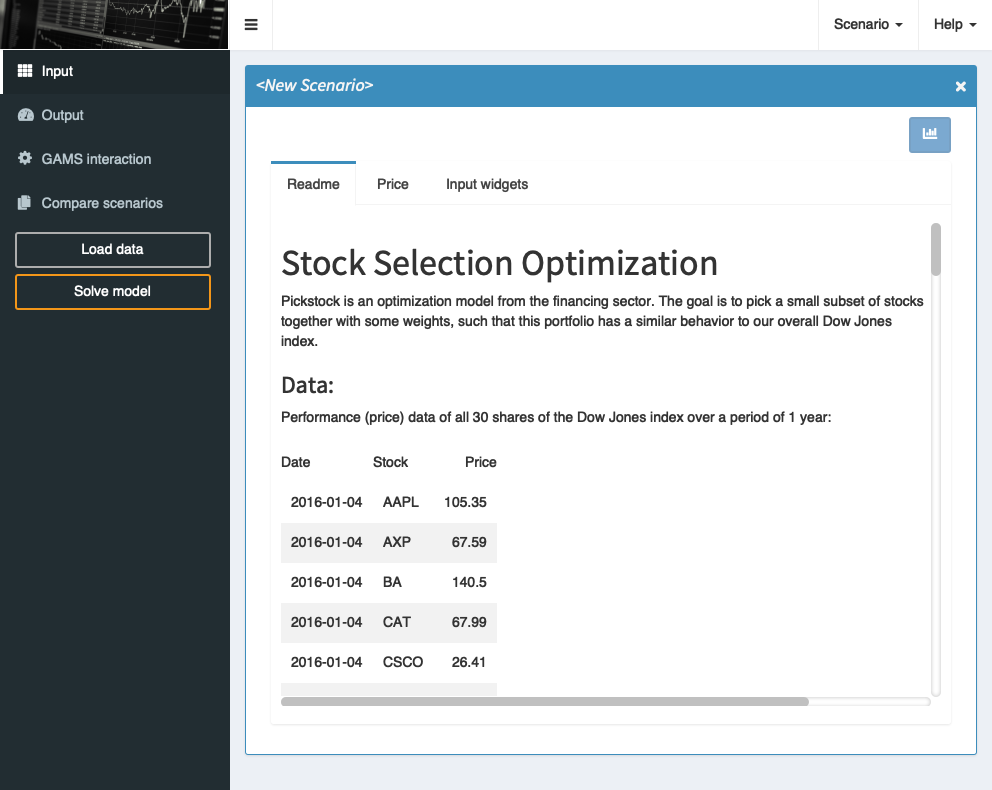 Scenario
Help
Input
Output
GAMS interaction
Compare scenarios
Load data
Solve model
<New Scenario>
Readme
Price
Input widgets
Stock Selection Optimization
Pickstock is an optimization model from the financing sector. The goal is to pick a small subset of stocks
together with some weights, such that this portfolio has a similar behavior to our overall Dow Jones
index.
Data:
Performance (price) data of all 30 shares of the Dow Jones index over a period of 1 year:
Date Stock Price
2016-01-04 AAPL 105.35
2016-01-04 AXP 67.59
2016-01-04 BA 140.5
2016-01-04 CAT 67.99
2016-01-04 CSCO 26.41